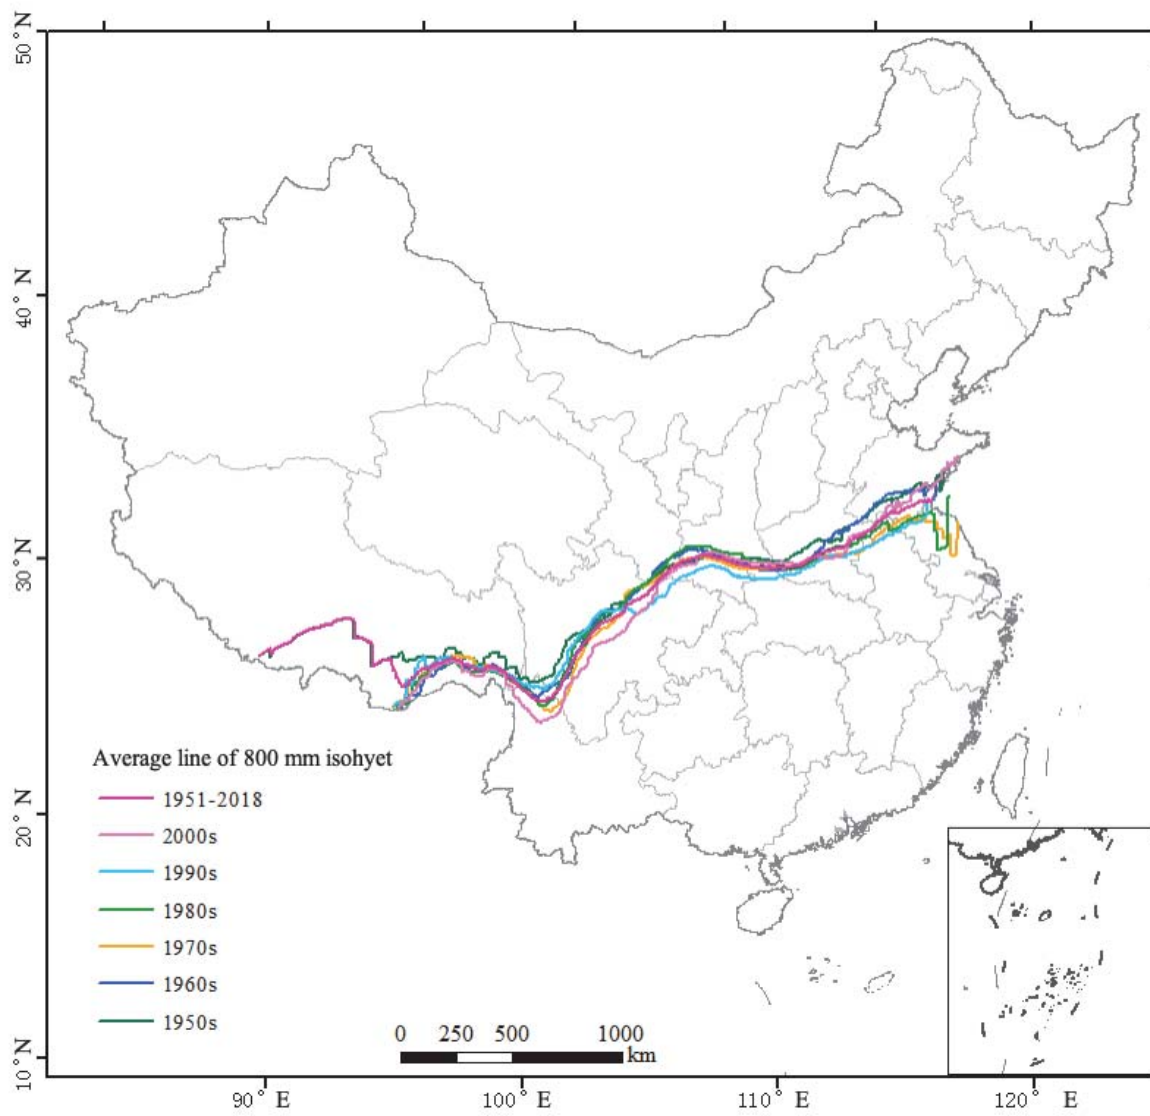 50° N
40° N
30° N
20° N
10° N
Average line of 800 mm isohyet
1951-2018
2000s
1990s
1980s
1970s
1960s
1950s
0 250 500 1000
km
90° E 100° E 110° E 120° E